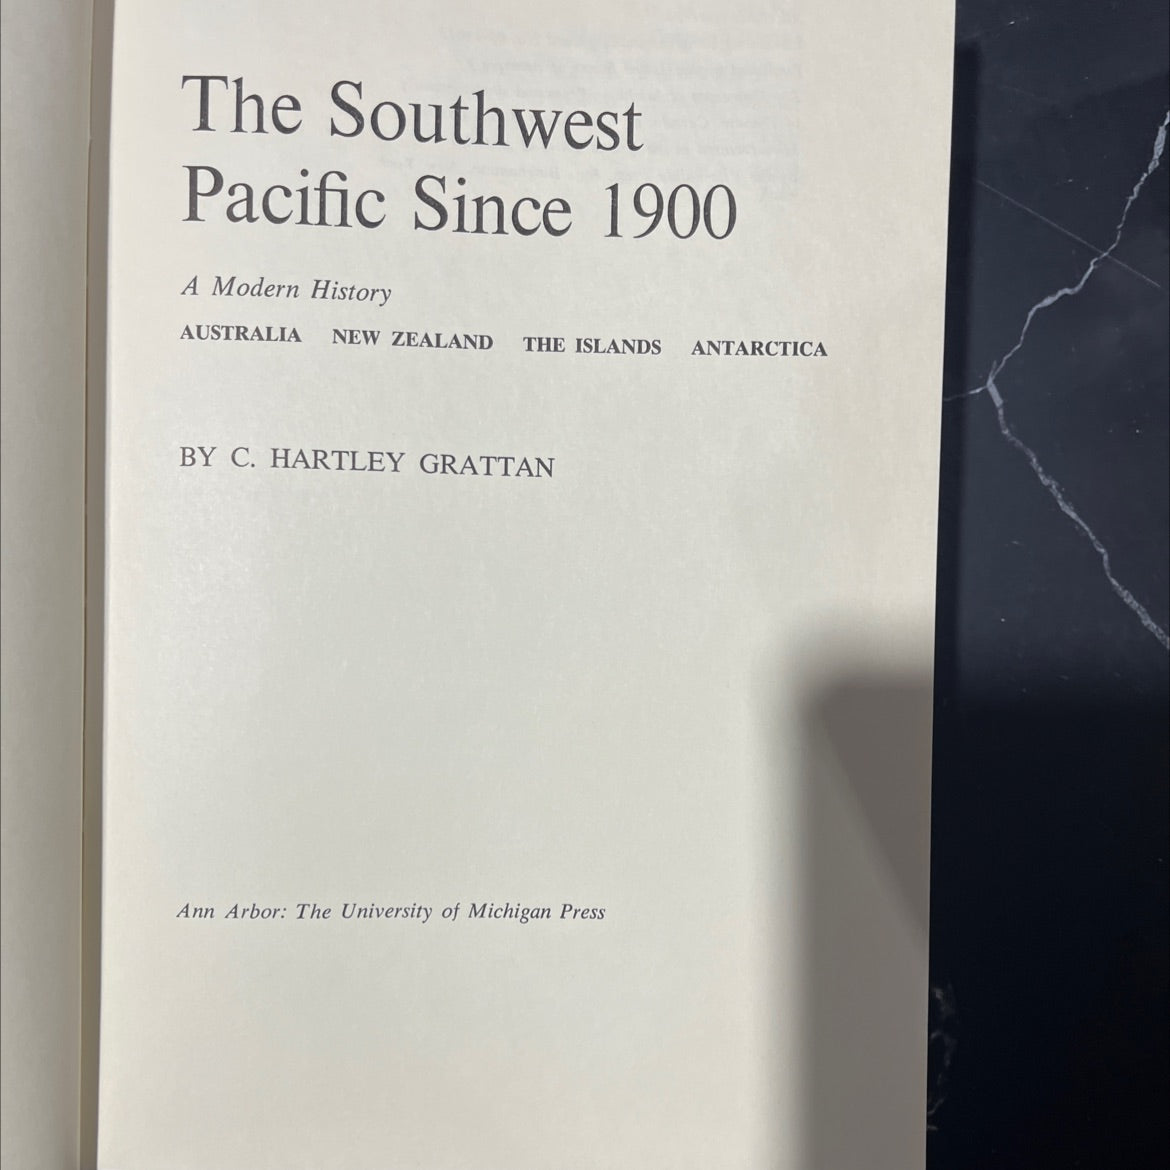 The Southwest
Pacific Since 1900
A Modern History
AUSTRALIA NEW ZEALAND THE ISLANDS ANTARCTICA
BY C. HARTLEY GRATTAN
Ann Arbor: The University of Michigan Press